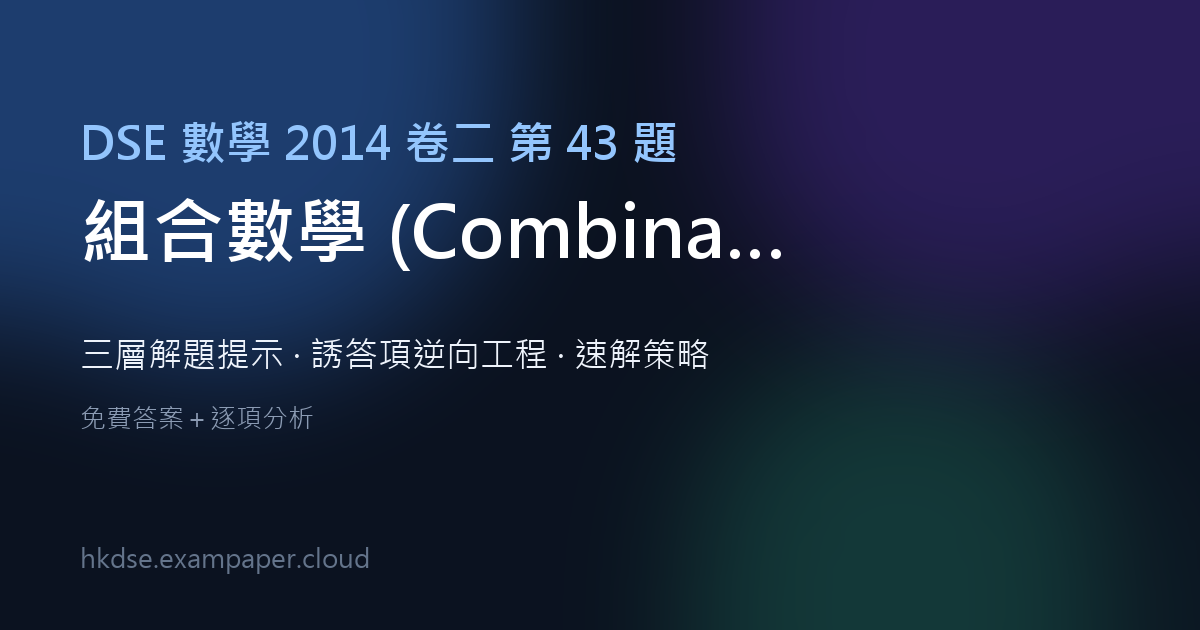 DSE 數學 2014 卷二 第 43 題
組合數學 (Combina...
三層解題提示 · 誘答項逆向工程 · 速解策略
免費答案 + 逐項分析
hkdse.exampaper.cloud